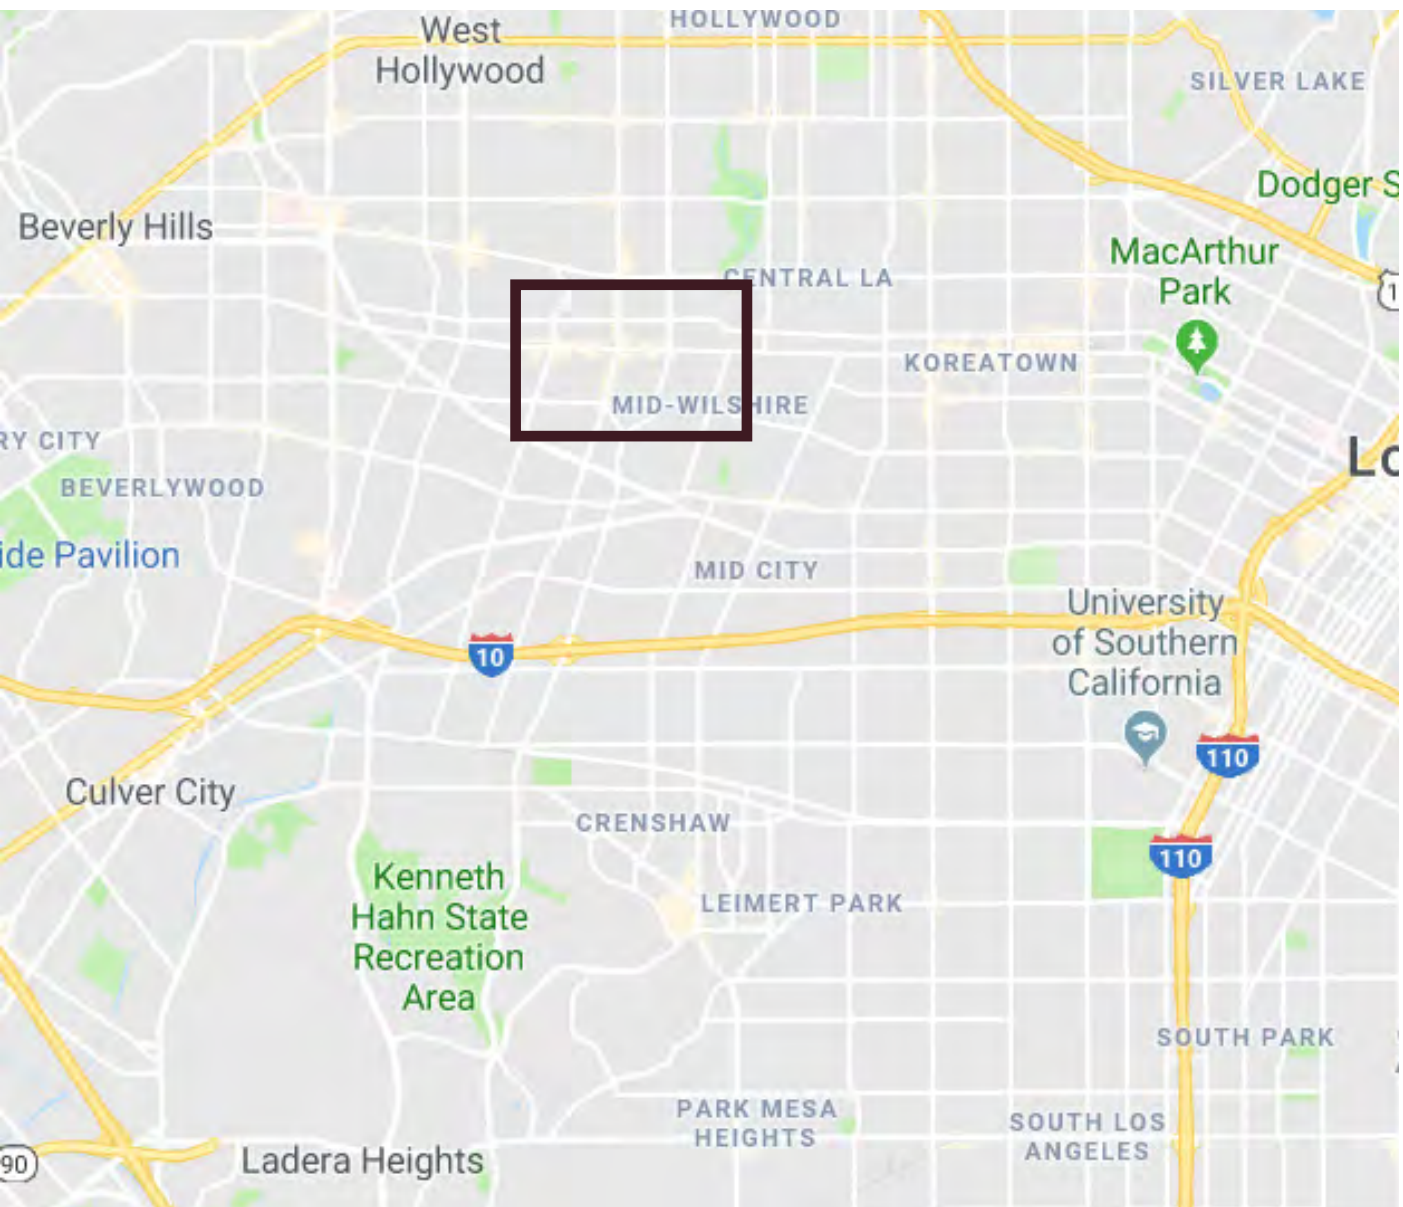 HOLLYWOOD
West
Hollywood
SILVER LAKE
Dodger S
Beverly Hills
MacArthur
Park
CENTRAL LA
1
KOREATOWN
MID-WILSHIRE
RY CITY
Lo
BEVERLYWOOD
ide Pavilion
MID CITY
University
of Southern
California
10
110
Culver City
CRENSHAW
110
Kenneth
Hahn State
Recreation
Area
LEIMERT PARK
SOUTH PARK
PARK MESA
HEIGHTS
SOUTH LOS
ANGELES
90
Ladera Heights